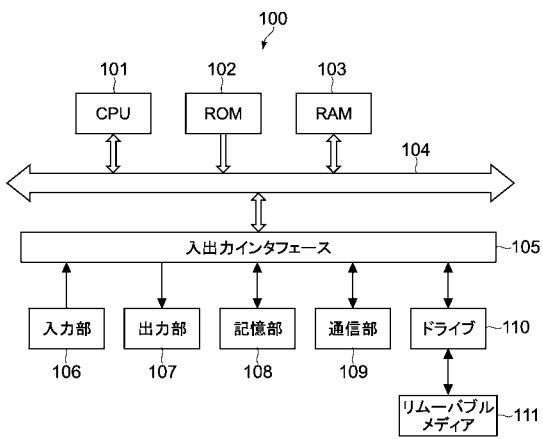 100
101
102
103
CPU
ROM
RAM
104
入出力インタフェース
105
入力部
出力部
記憶部
通信部
ドライブ
110
106
107
108
109
リムーバブル
メディア
111